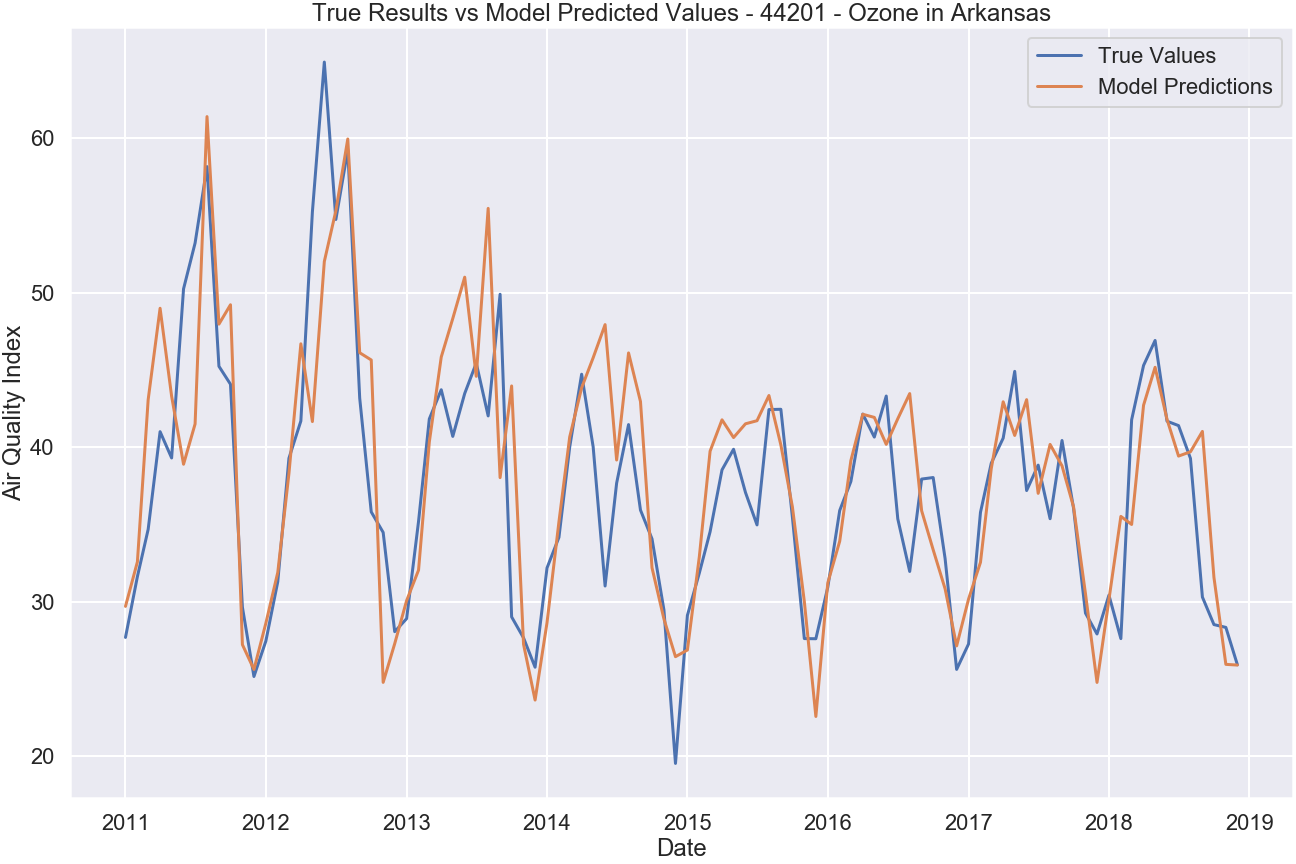 True Results vs Model Predicted Values - 44201 - Ozone in Arkansas
True Values
Model Predictions
Air Quality Index
60
50
40
30
20
2011 2012 2013 2014 2015 2016 2017 2018 2019
Date